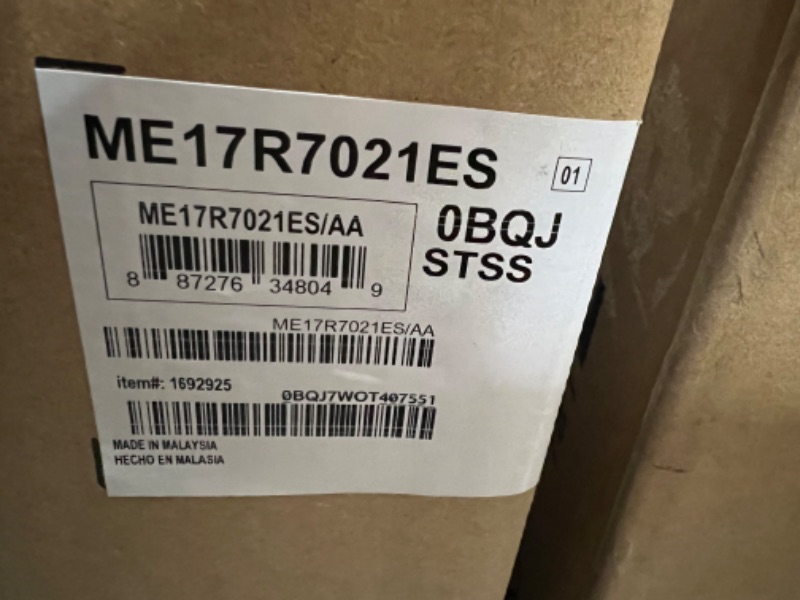 ME17R7021ES
01
ME17R7021ES/AA
8 87276 34804 9
0BQJ
STSS
ME17R7021ES/AA
item#: 1692925
0BQJ7WOT407551
MADE IN MALAYSIA
HECHO EN MALASIA